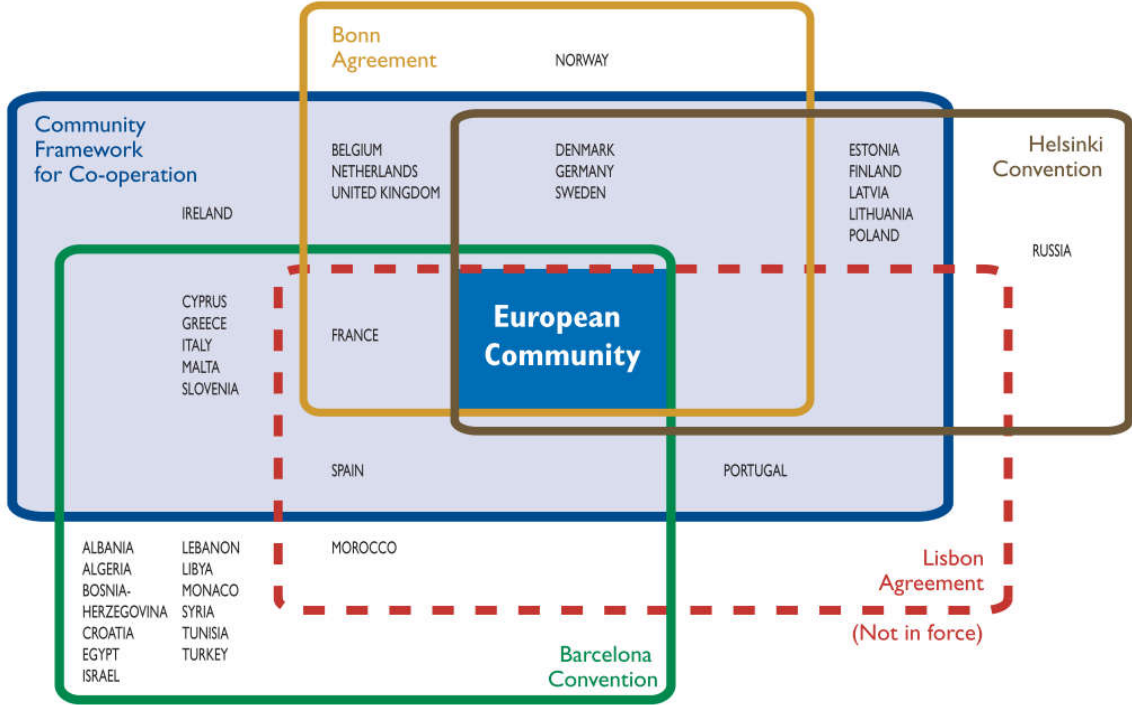 Bonn
Agreement
NORWAY
Community
Framework
for Co-operation
BELGIUM
NETHERLANDS
UNITED KINGDOM
DENMARK
GERMANY
SWEDEN
ESTONIA
FINLAND
LATVIA
LITHUANIA
POLAND
Helsinki
Convention
IRELAND
RUSSIA
CYPRUS
GREECE
ITALY
MALTA
SLOVENIA
FRANCE
European
Community
SPAIN
PORTUGAL
ALBANIA
ALGERIA
BOSNIA-
HERZEGOVINA
CROATIA
EGYPT
ISRAEL
LEBANON
LIBYA
MONACO
SYRIA
TUNISIA
TURKEY
MOROCCO
Lisbon
Agreement
(Not in force)
Barcelona
Convention